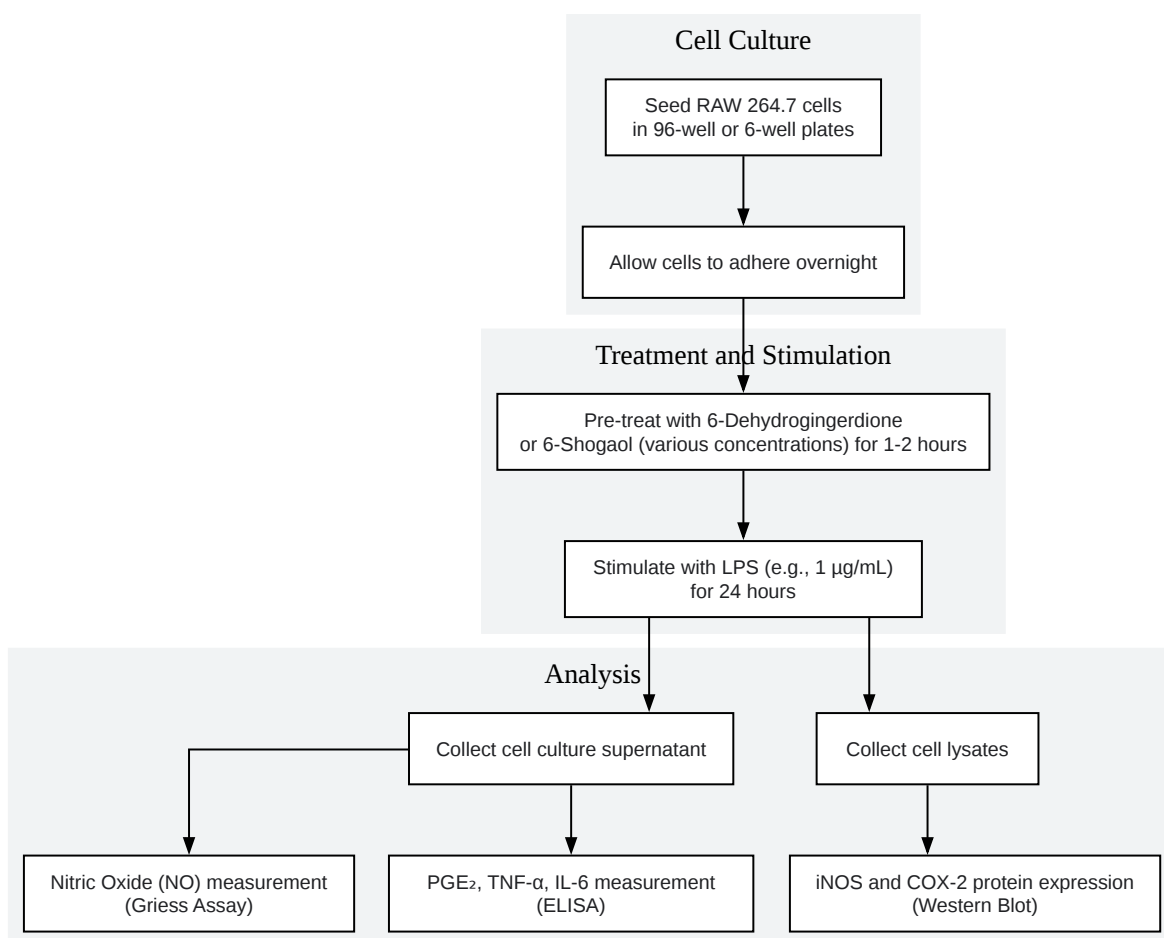 Cell Culture
Seed RAW 264.7 cells
in 96-well or 6-well plates
Allow cells to adhere overnight
Treatment and Stimulation
Pre-treat with 6-Dehydrogingerdione
or 6-Shogaol (various concentrations) for 1-2 hours
Stimulate with LPS (e.g., 1 µg/mL)
for 24 hours
Analysis
Collect cell culture supernatant
Collect cell lysates
Nitric Oxide (NO) measurement
(Griess Assay)
PGE₂, TNF-α, IL-6 measurement
(ELISA)
iNOS and COX-2 protein expression
(Western Blot)